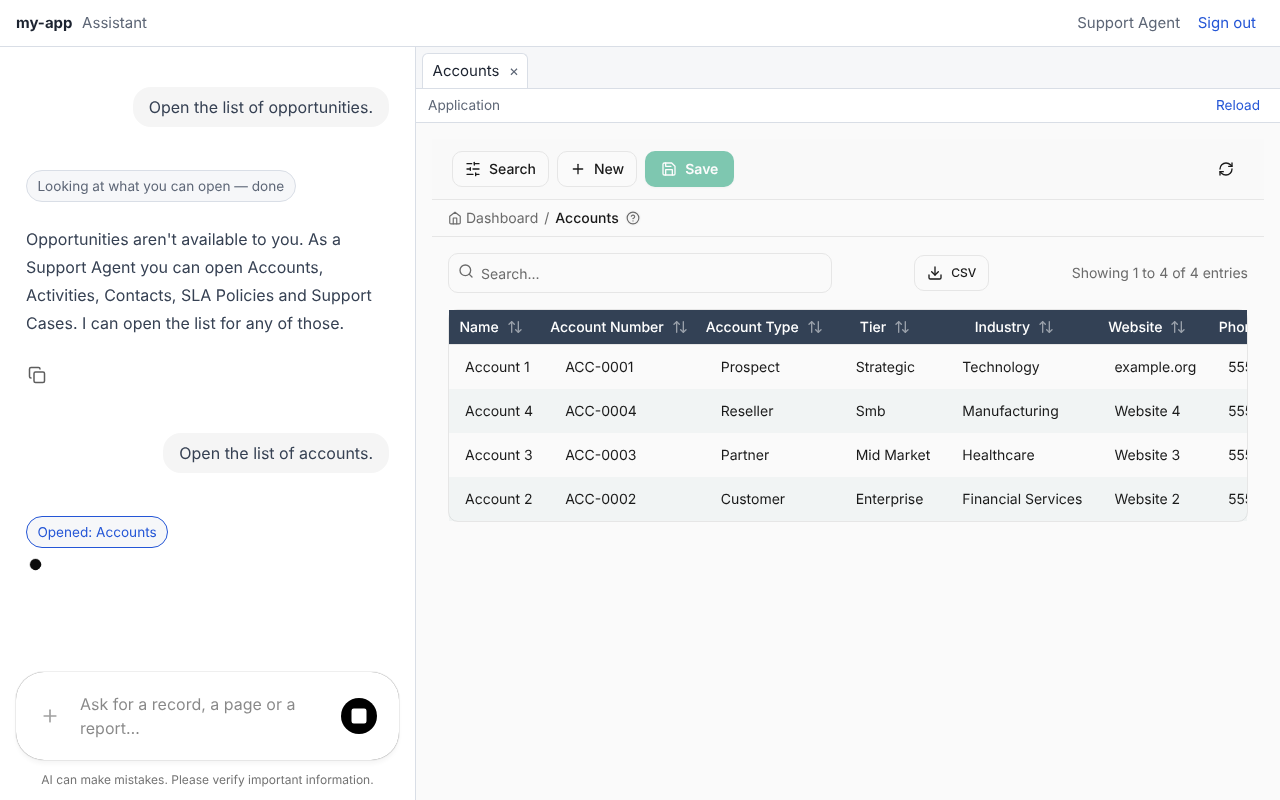 my-app Assistant
Support Agent Sign out
Open the list of opportunities.
Looking at what you can open — done
Opportunities aren't available to you. As a
Support Agent you can open Accounts,
Activities, Contacts, SLA Policies and Support
Cases. I can open the list for any of those.
Open the list of accounts.
Opened: Accounts
Ask for a record, a page or a
report...
AI can make mistakes. Please verify important information.
Accounts ×
Application Reload
Search New Save
Dashboard / Accounts
Search... CSV Showing 1 to 4 of 4 entries
Name Account Number Account Type Tier Industry Website
Account 1 ACC-0001 Prospect Strategic Technology example.org
Account 4 ACC-0004 Reseller Smb Manufacturing Website 4
Account 3 ACC-0003 Partner Mid Market Healthcare Website 3
Account 2 ACC-0002 Customer Enterprise Financial Services Website 2